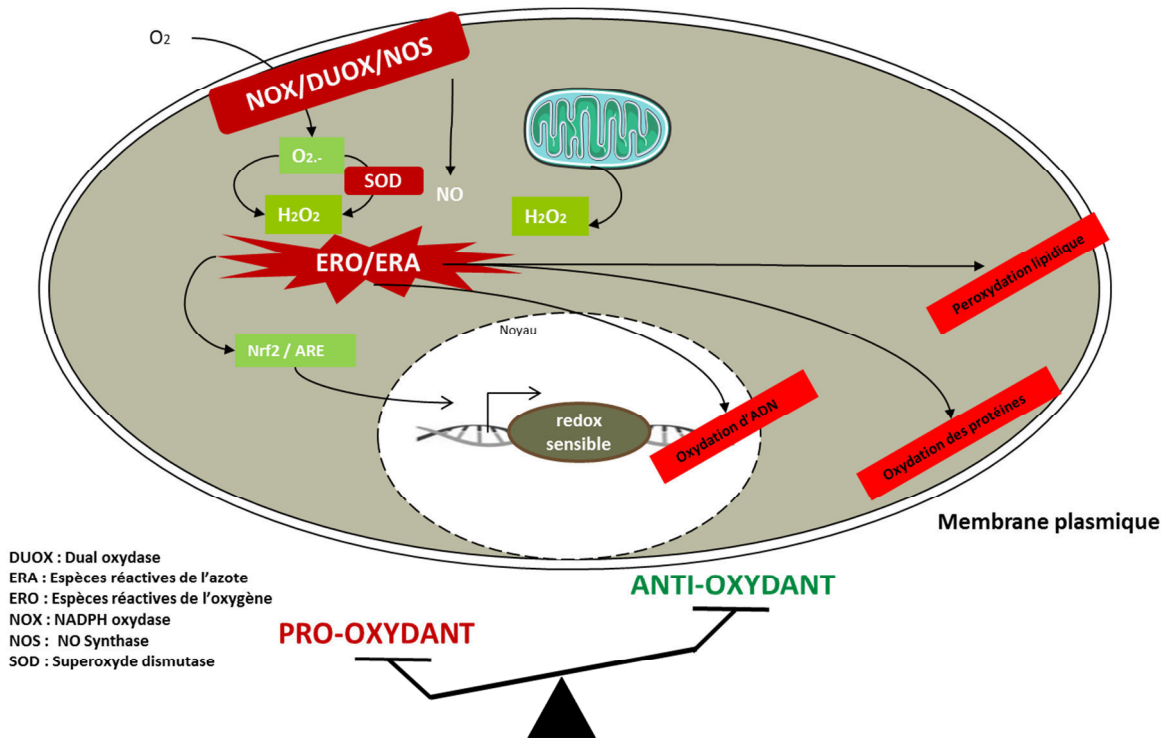 O2
NOX/DUOX/NOS
O2.-
SOD
NO
H2O2
H2O2
ERO/ERA
Peroxydation lipidique
Noyau
Nrf2 / ARE
redox
sensible
Oxydation d'ADN
Oxydation des protéines
Membrane plasmique
DUOX : Dual oxydase
ERA : Espèces réactives de l'azote
ERO : Espèces réactives de l'oxygène
NOX : NADPH oxydase
NOS : NO Synthase
SOD : Superoxyde dismutase
ANTI-OXYDANT
PRO-OXYDANT